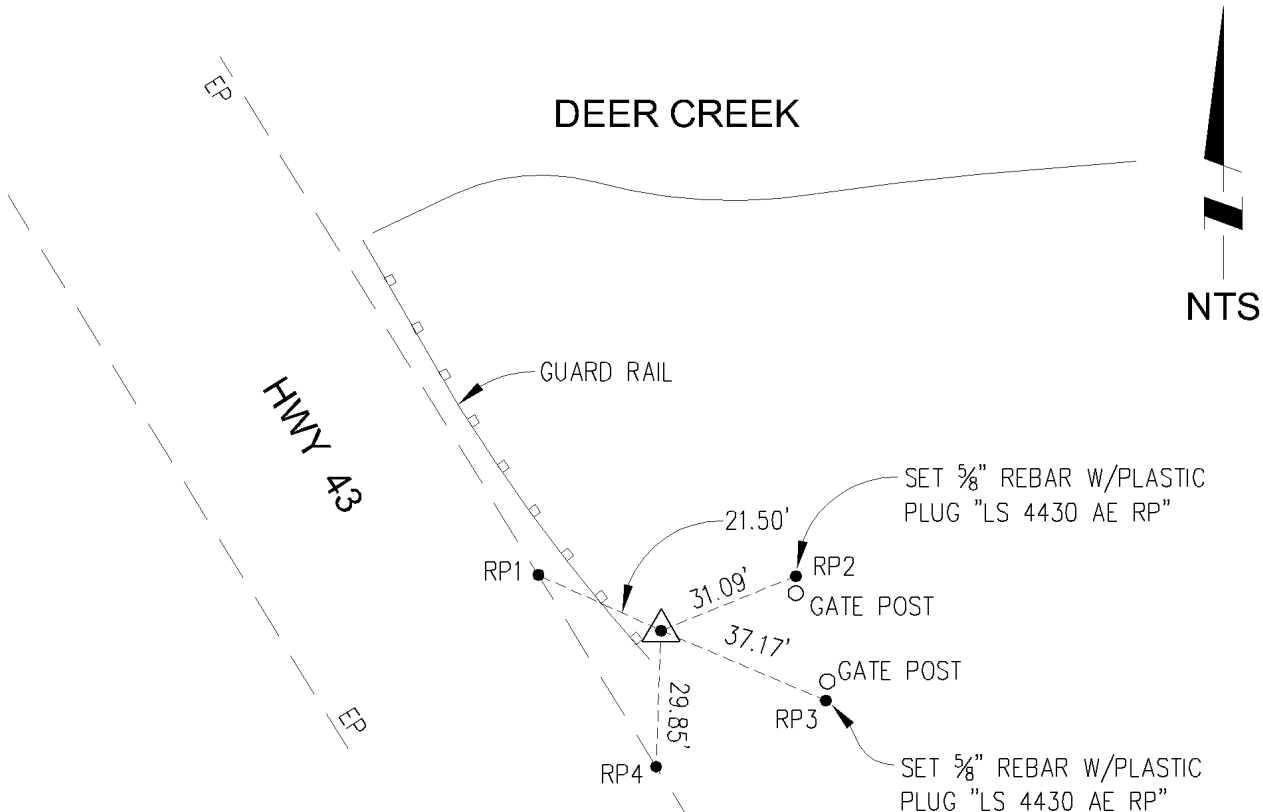 EP
DEER CREEK
NTS
GUARD RAIL
HWY 43
SET 5/8" REBAR W/PLASTIC
PLUG "LS 4430 AE RP"
21.50'
RP1
RP2
31.09'
GATE POST
37.17'
GATE POST
29.85'
RP3
EP
RP4
SET 5/8" REBAR W/PLASTIC
PLUG "LS 4430 AE RP"